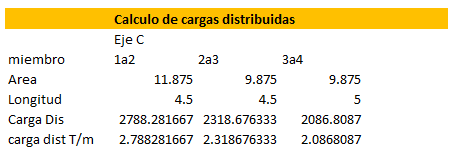 Calculo de cargas distribuidas
Eje C
miembro 1a2 2a3 3a4
Area 11.875 9.875 9.875
Longitud 4.5 4.5 5
Carga Dis 2788.281667 2318.676333 2086.8087
carga dist T/m 2.788281667 2.318676333 2.0868087